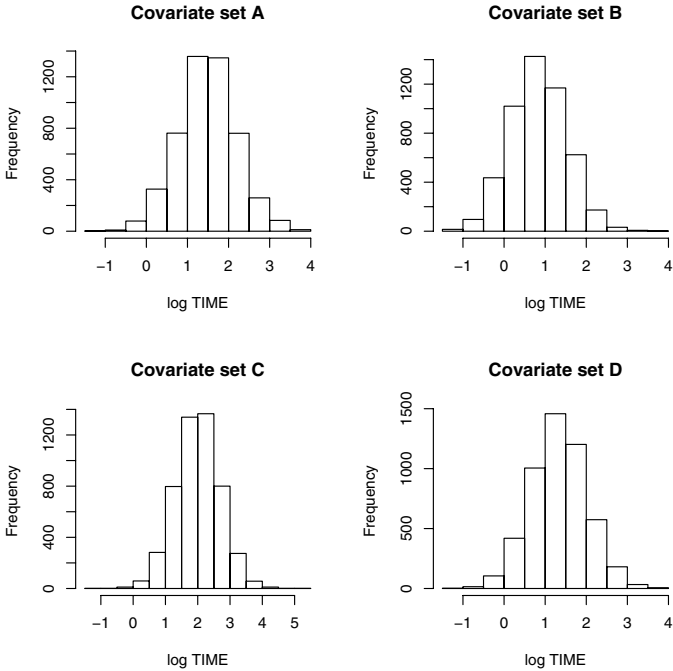 Covariate set A
Frequency
0 400 800 1200
−1 0 1 2 3 4
log TIME
Covariate set B
Frequency
0 400 800 1200
−1 0 1 2 3 4
log TIME
Covariate set C
Frequency
0 400 800 1200
−1 0 1 2 3 4 5
log TIME
Covariate set D
Frequency
0 500 1000 1500
−1 0 1 2 3 4
log TIME